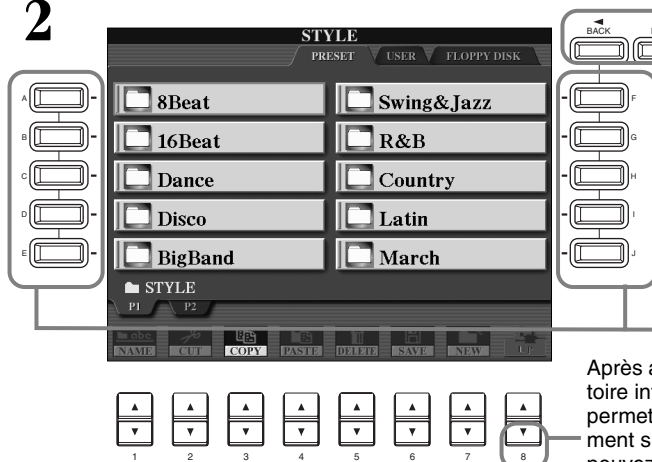 2
STYLE
PRESET USER FLOPPY DISK
BACK
A 8Beat Swing&Jazz F
B 16Beat R&B G
C Dance Country H
D Disco Latin I
E BigBand March J
STYLE
P1 P2
NAME CUT COPY PASTE DELETE SAVE NEW UP
1 2 3 4 5 6 7 8
Après a
toire in
permet
ment s
pouvez